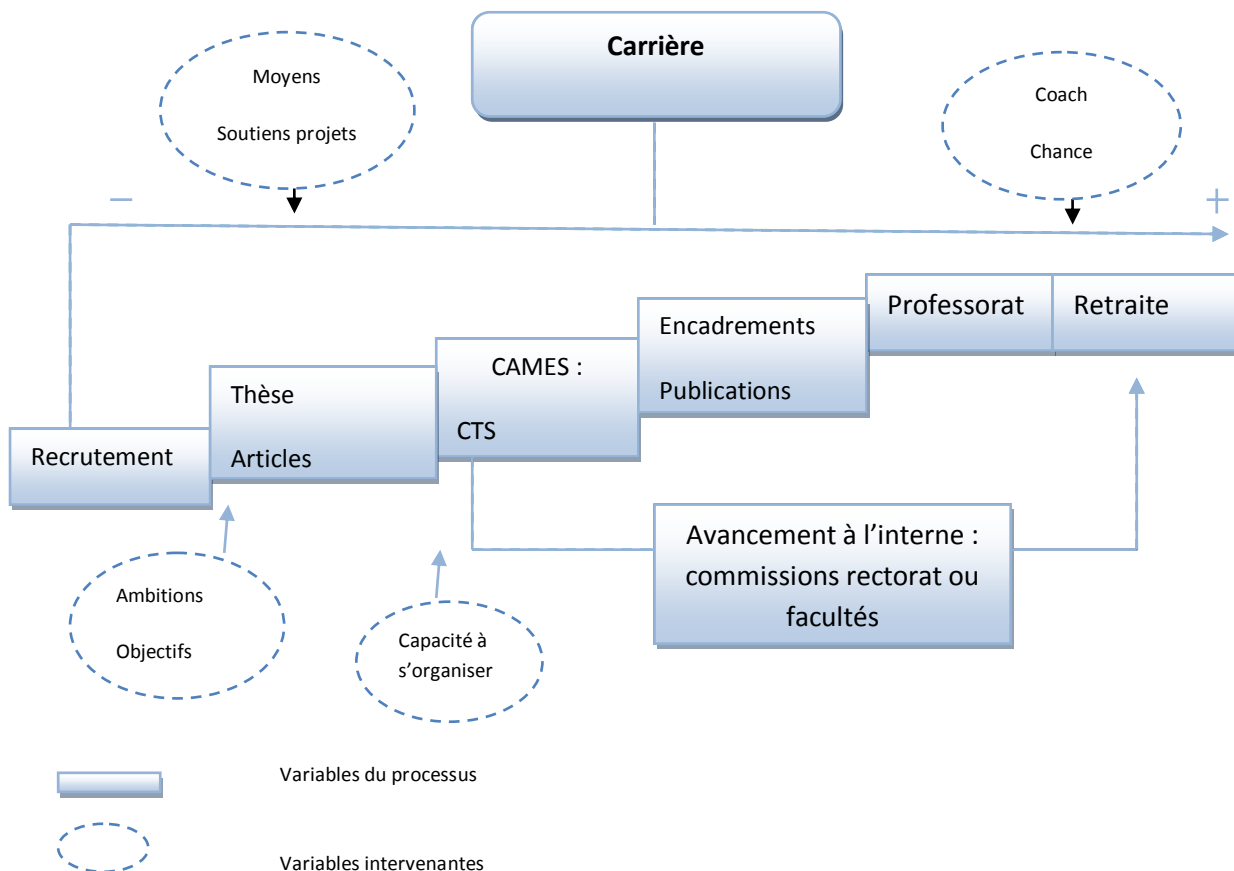 Carrière
Moyens
Soutiens projets
Coach
Chance
−
+
Professorat
Retraite
Encadrements
Publications
CAMES :
CTS
Thèse
Articles
Recrutement
Avancement à l’interne :
commissions rectorat ou
facultés
Ambitions
Objectifs
Capacité à
s’organiser
Variables du processus
Variables intervenantes